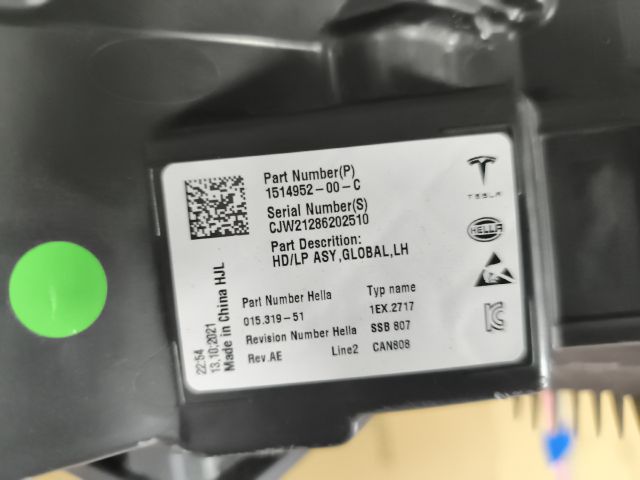 Part Number(P)
1514952-00-C
Serial Number(S)
CJW21286202510
Part Descrition:
HD/LP ASY,GLOBAL,LH
TESLA
HELLA
Part Number Hella
015.319-51
Revision Number Hella
Rev.AE
Line2
Typ name
1EX.2717
SSB 807
CAN808
22:54
13.10.2021
Made in China HJL